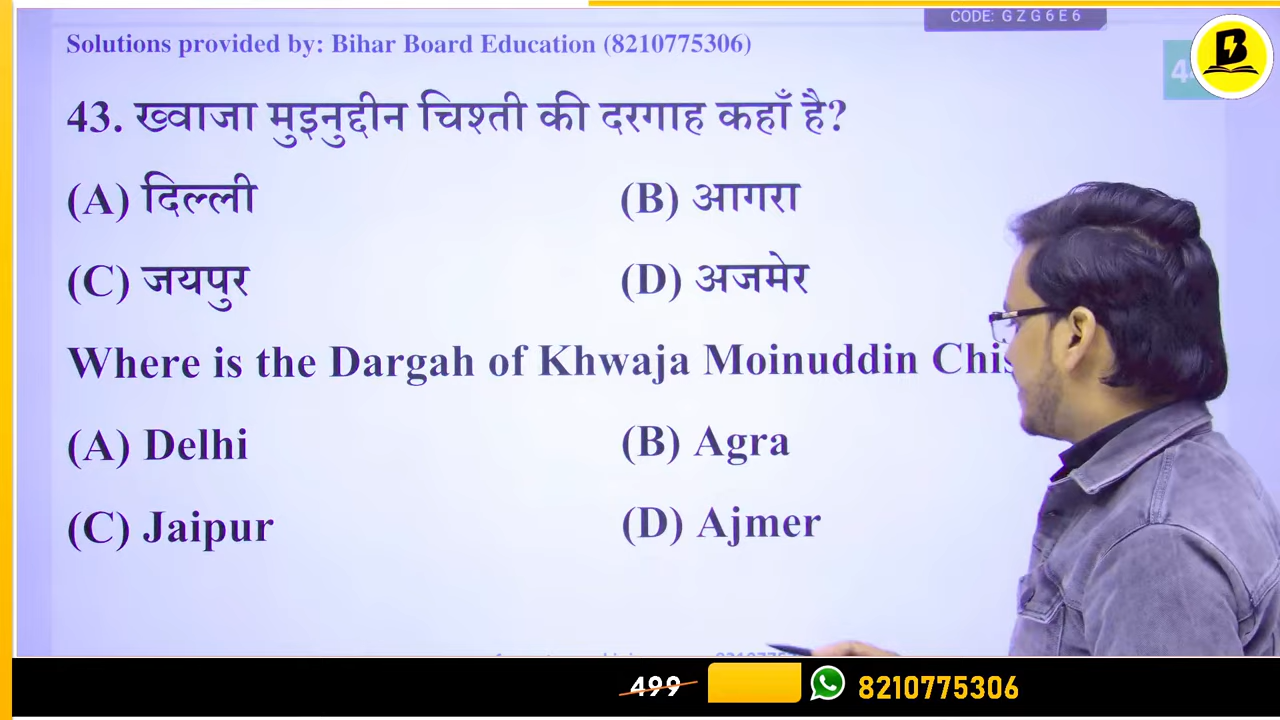 CODE: G Z G 6 E 6
Solutions provided by: Bihar Board Education (8210775306)
43. ख्वाजा मुइनुद्दीन चिश्ती की दरगाह कहाँ है?
(A) दिल्ली (B) आगरा
(C) जयपुर (D) अजमेर
Where is the Dargah of Khwaja Moinuddin
(A) Delhi (B) Agra
(C) Jaipur (D) Ajmer
499 8210775306